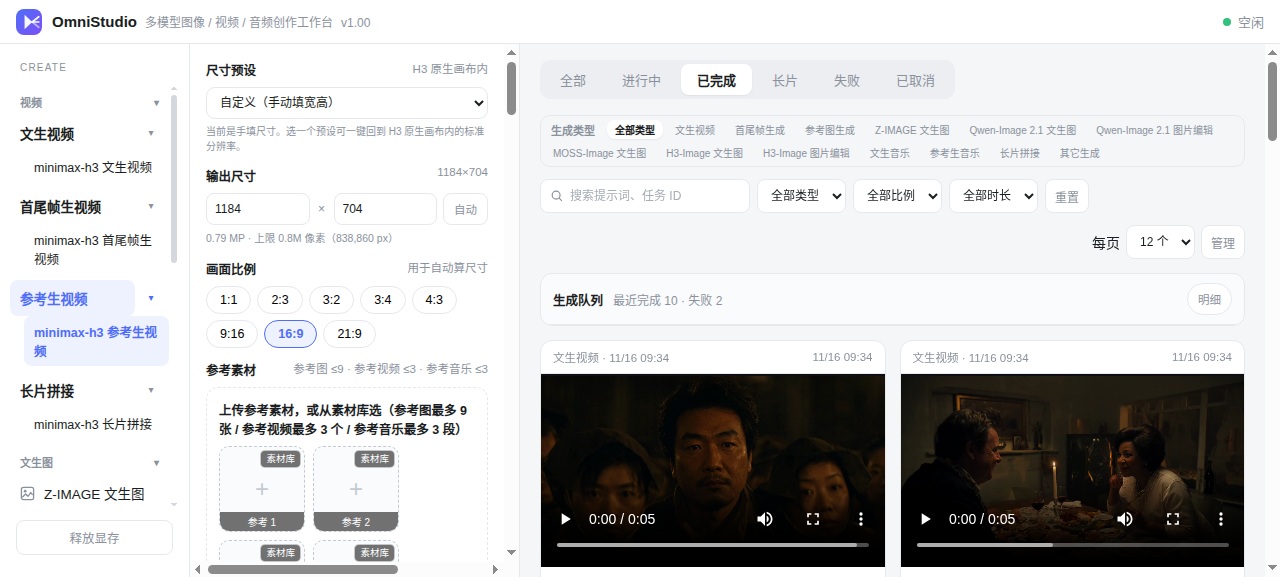 OmniStudio 多模型图像 / 视频 / 音频创作工作台 v1.00
空闲
CREATE
视频
文生视频
minimax-h3 文生视频
首尾帧生视频
minimax-h3 首尾帧生
视频
参考生视频
minimax-h3 参考生视
频
长片拼接
minimax-h3 长片拼接
文生图
Z-IMAGE 文生图
释放显存
尺寸预设 H3 原生画布内
自定义（手动填宽高）
当前是手填尺寸。选一个预设可一键回到 H3 原生画布内的标准
分辨率。
输出尺寸 1184×704
1184 × 704 自动
0.79 MP · 上限 0.8M 像素（838,860 px）
画面比例 用于自动算尺寸
1:1 2:3 3:2 3:4 4:3
9:16 16:9 21:9
参考素材 参考图 ≤9 · 参考视频 ≤3 · 参考音乐 ≤3
上传参考素材，或从素材库选（参考图最多 9
张 / 参考视频最多 3 个 / 参考音乐最多 3 段）
素材库 素材库
参考 1 参考 2
素材库 素材库
全部 进行中 已完成 长片 失败 已取消
生成类型 全部类型 文生视频 首尾帧生成 参考图生成 Z-IMAGE 文生图 Qwen-Image 2.1 文生图 Qwen-Image 2.1 图片编辑
MOSS-Image 文生图 H3-Image 文生图 H3-Image 图片编辑 文生音乐 参考生音乐 长片拼接 其它生成
搜索提示词、任务 ID 全部类型 全部比例 全部时长 重置
每页 12 个 管理
生成队列 最近完成 10 · 失败 2 明细
文生视频 · 11/16 09:34 11/16 09:34
0:00 / 0:05
文生视频 · 11/16 09:34 11/16 09:34
0:00 / 0:05